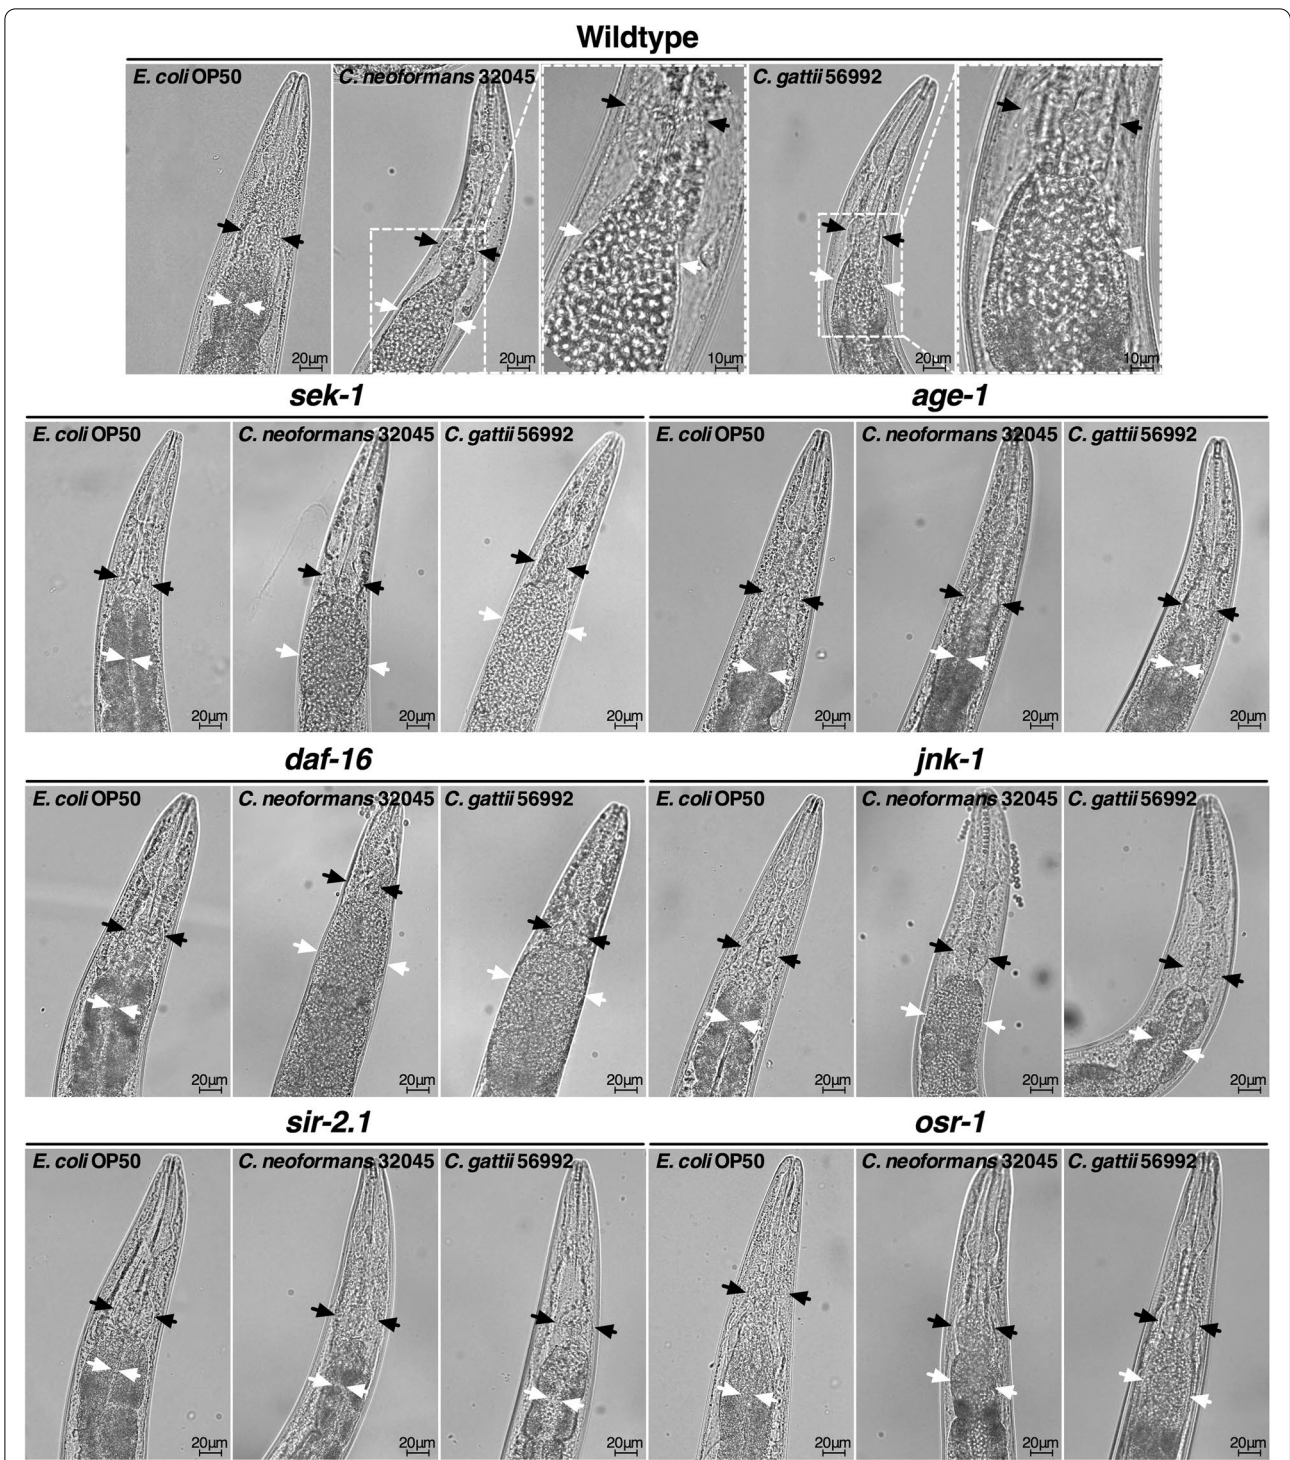 Wildtype
E. coli OP50 C. neoformans 32045 C. gattii 56992
20µm 20µm 10µm 20µm 10µm
sek-1 age-1
E. coli OP50 C. neoformans 32045 C. gattii 56992 E. coli OP50 C. neoformans 32045 C. gattii 56992
20µm 20µm 20µm 20µm 20µm 20µm
daf-16 jnk-1
E. coli OP50 C. neoformans 32045 C. gattii 56992 E. coli OP50 C. neoformans 32045 C. gattii 56992
20µm 20µm 20µm 20µm 20µm 20µm
sir-2.1 osr-1
E. coli OP50 C. neoformans 32045 C. gattii 56992 E. coli OP50 C. neoformans 32045 C. gattii 56992
20µm 20µm 20µm 20µm 20µm 20µm